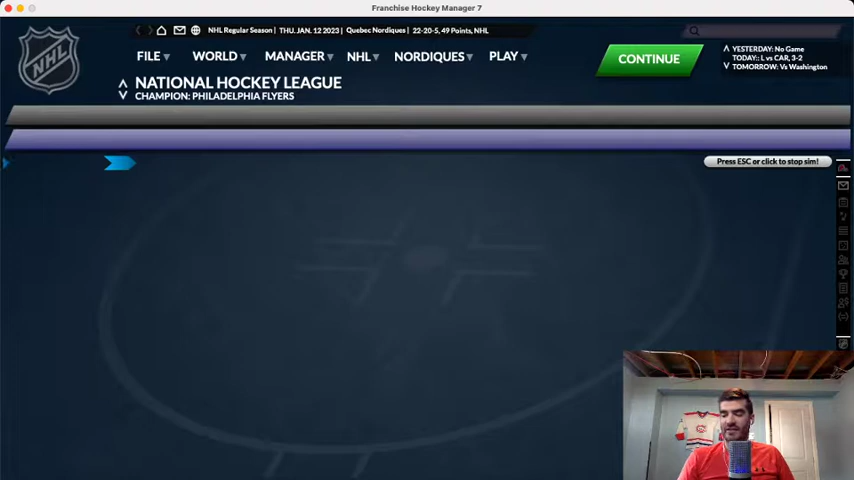 Franchise Hockey Manager 7
NHL Regular Season | THU. JAN. 12 2023 | Quebec Nordiques | 22-20-5, 49 Points, NHL
FILE WORLD MANAGER NHL NORDIQUES PLAY
CONTINUE
YESTERDAY: No Game
TODAY:: L vs CAR, 3-2
TOMORROW: Vs Washington
NHL
NATIONAL HOCKEY LEAGUE
CHAMPION: PHILADELPHIA FLYERS
Press ESC or click to stop sim!